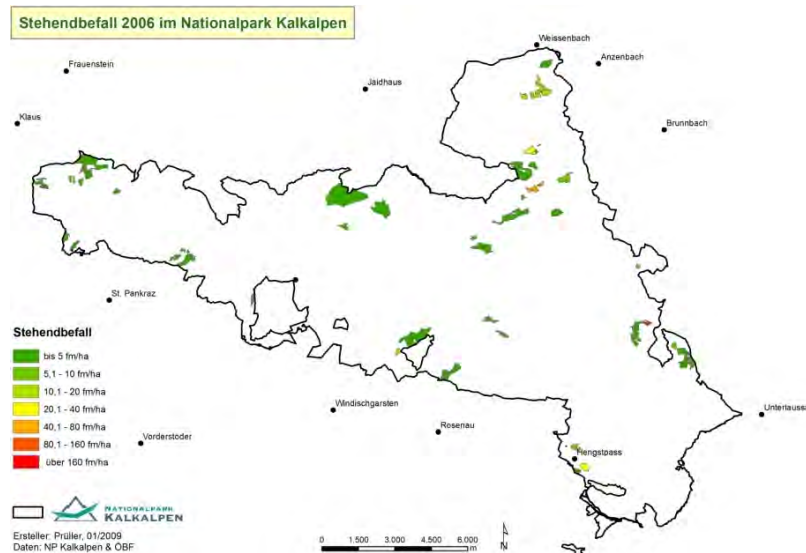 Stehendbefall 2006 im Nationalpark Kalkalpen
Weissenbach
Frauenstein
Anzenbach
Jaidhaus
Klaus
Brunnbach
St. Pankraz
Stehendbefall
bis 5 fm/ha
5,1 - 10 fm/ha
10,1 - 20 fm/ha
20,1 - 40 fm/ha
40,1 - 80 fm/ha
80,1 - 160 fm/ha
über 160 fm/ha
Windischgarsten
Unterlaussa
Rosenau
Vorderstoder
Hengstpass
NATIONALPARK
KALKALPEN
Ersteller: Prüller, 01/2009
Daten: NP Kalkalpen & ÖBF
0 1.500 3.000 4.500 6.000
m
N